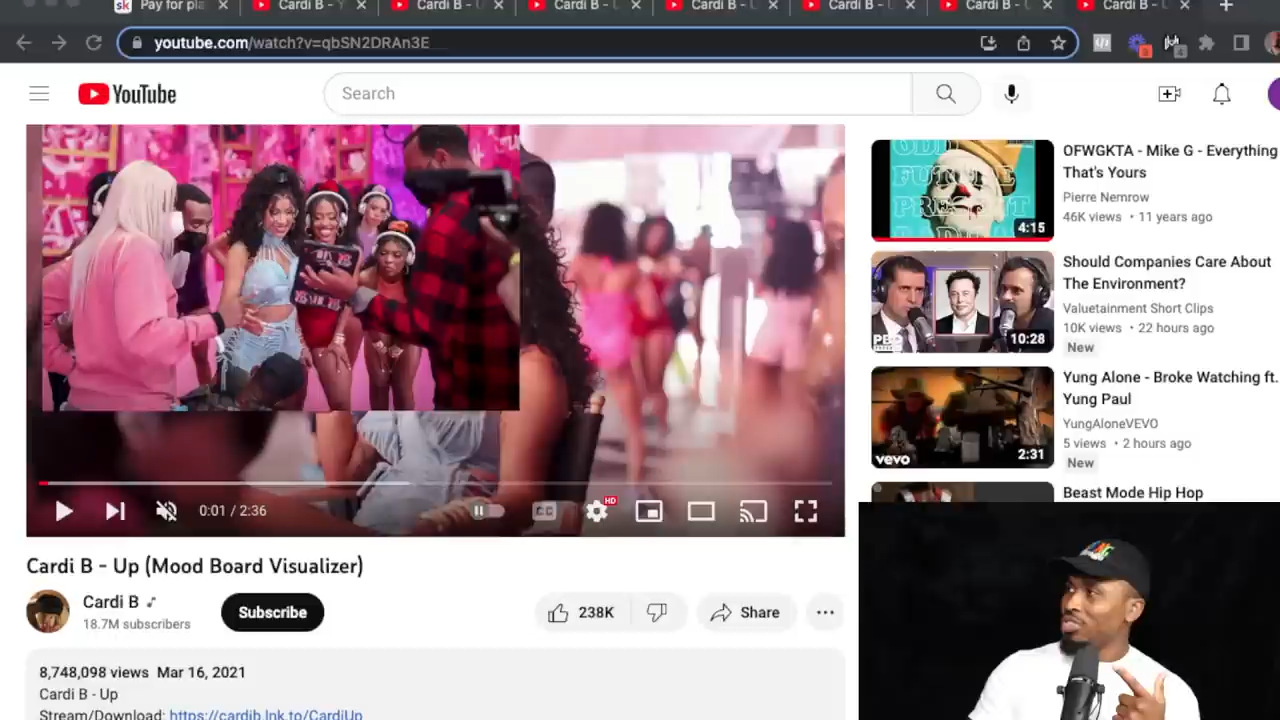 sk Pay for pla
Cardi B - Y
Cardi B - U
Cardi B - C
Cardi B - U
Cardi B - U
Cardi B - C
Cardi B - U
youtube.com/watch?v=qbSN2DRAn3E
YouTube
Search
OFWGKTA - Mike G - Everything
That's Yours
Pierre Nemrow
46K views • 11 years ago
4:15
Should Companies Care About
The Environment?
Valuetainment Short Clips
10K views • 22 hours ago
New
10:28
Yung Alone - Broke Watching ft.
Yung Paul
YungAloneVEVO
5 views • 2 hours ago
New
vevo
2:31
Beast Mode Hip Hop
0:01 / 2:36
CC
HD
Cardi B - Up (Mood Board Visualizer)
Cardi B
18.7M subscribers
Subscribe
238K
Share
8,748,098 views Mar 16, 2021
Cardi B - Up
Stream/Download: https://cardib.lnk.to/CardiUp